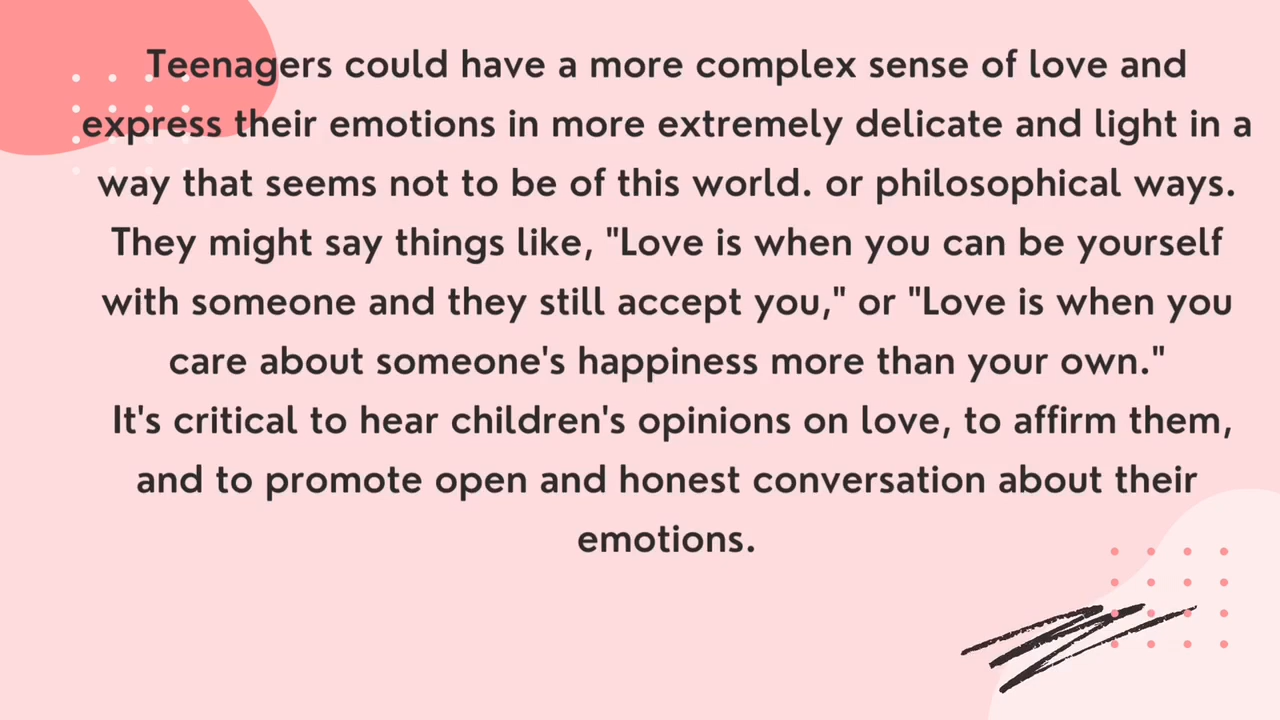 Teenagers could have a more complex sense of love and
express their emotions in more extremely delicate and light in a
way that seems not to be of this world. or philosophical ways.
They might say things like, "Love is when you can be yourself
with someone and they still accept you," or "Love is when you
care about someone's happiness more than your own."
It's critical to hear children's opinions on love, to affirm them,
and to promote open and honest conversation about their
emotions.